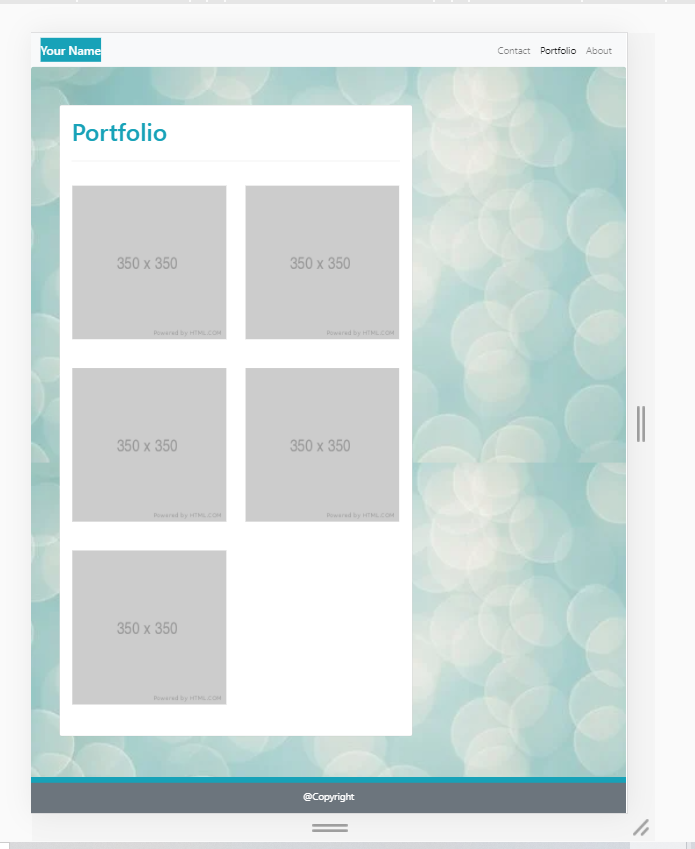 Your Name
Contact Portfolio About
Portfolio
350 x 350
Powered by HTML.COM
350 x 350
Powered by HTML.COM
350 x 350
Powered by HTML.COM
350 x 350
Powered by HTML.COM
350 x 350
Powered by HTML.COM
@Copyright